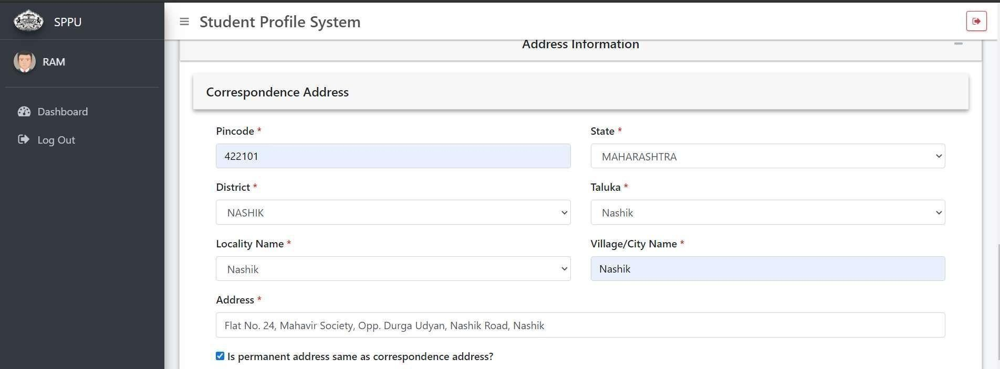 SPPU
Student Profile System
RAM
Dashboard
Log Out
Address Information
Correspondence Address
Pincode *
State *
422101
MAHARASHTRA
District *
Taluka *
NASHIK
Nashik
Locality Name *
Village/City Name *
Nashik
Nashik
Address *
Flat No. 24, Mahavir Society, Opp. Durga Udyan, Nashik Road, Nashik
Is permanent address same as correspondence address?